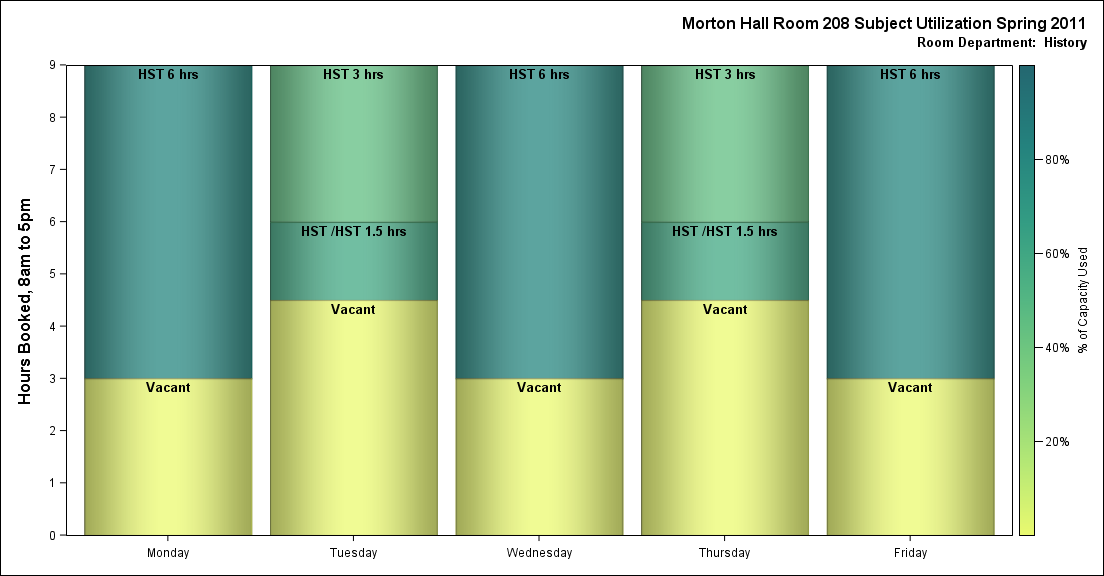 Morton Hall Room 208 Subject Utilization Spring 2011
Room Department: History
Hours Booked, 8am to 5pm
9
8
7
6
5
4
3
2
1
0
HST 6 hrs
Vacant
HST 3 hrs
HST /HST 1.5 hrs
Vacant
HST 6 hrs
Vacant
HST 3 hrs
HST /HST 1.5 hrs
Vacant
HST 6 hrs
Vacant
Monday
Tuesday
Wednesday
Thursday
Friday
80%
60%
40%
20%
% of Capacity Used